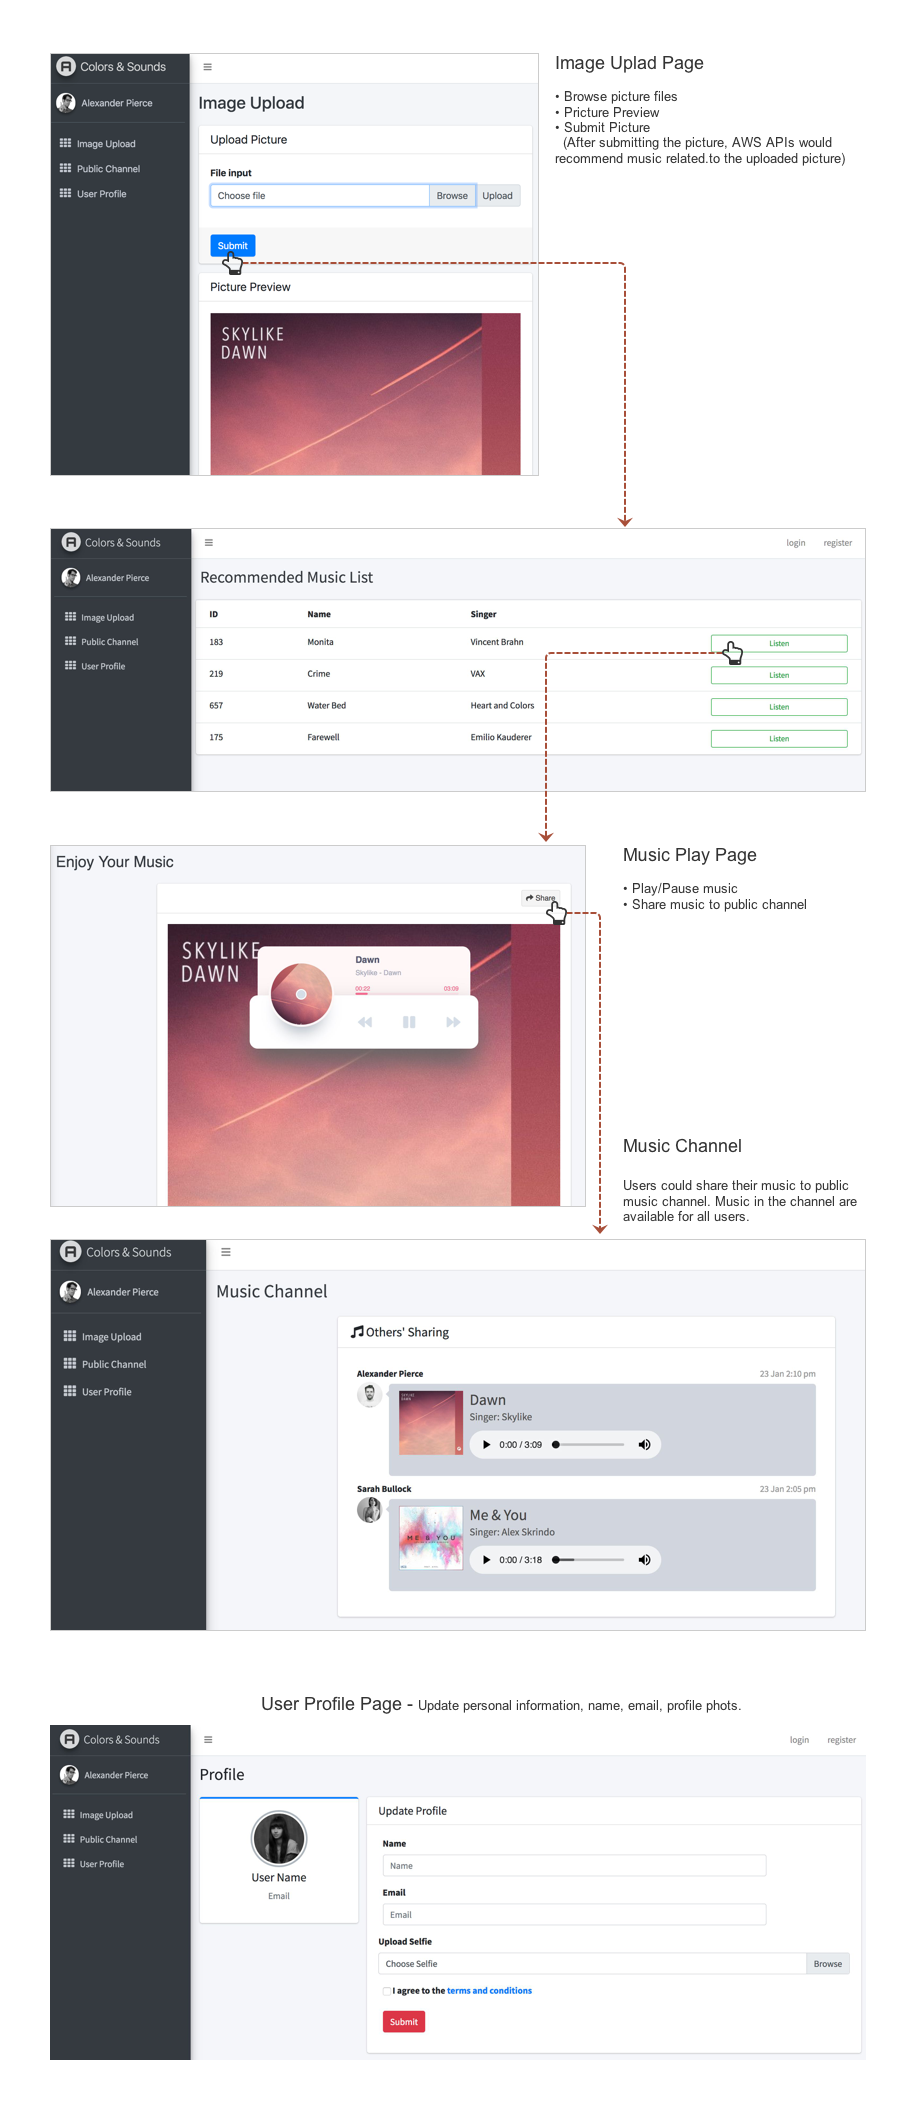 Colors & Sounds
Alexander Pierce
Image Upload
Public Channel
User Profile
Image Upload
Upload Picture
File input
Choose file Browse Upload
Submit
Picture Preview
SKYLIKE
DAWN
Image Uplad Page
• Browse picture files
• Pricture Preview
• Submit Picture
(After submitting the picture, AWS APIs would
recommend music related.to the uploaded picture)
Colors & Sounds
login register
Alexander Pierce
Image Upload
Public Channel
User Profile
Recommended Music List
ID Name Singer
183 Monita Vincent Brahn Listen
219 Crime VAX Listen
657 Water Bed Heart and Colors Listen
175 Farewell Emilio Kauderer Listen
Enjoy Your Music
Share
SKYLIKE
DAWN
Dawn
Skylike - Dawn
00:23 03:09
Music Play Page
• Play/Pause music
• Share music to public channel
Music Channel
Users could share their music to public
music channel. Music in the channel are
available for all users.
Colors & Sounds
Alexander Pierce
Image Upload
Public Channel
User Profile
Music Channel
Others' Sharing
Alexander Pierce 23 Jan 2:10 pm
SKYLIKE
DAWN
Dawn
Singer: Skylike
0:00 / 3:09
Sarah Bullock 23 Jan 2:05 pm
ME & YOU
Me & You
Singer: Alex Skrindo
0:00 / 3:18
User Profile Page - Update personal information, name, email, profile phots.
Colors & Sounds
login register
Alexander Pierce
Image Upload
Public Channel
User Profile
Profile
User Name
Email
Update Profile
Name
Name
Email
Email
Upload Selfie
Choose Selfie Browse
I agree to the terms and conditions
Submit